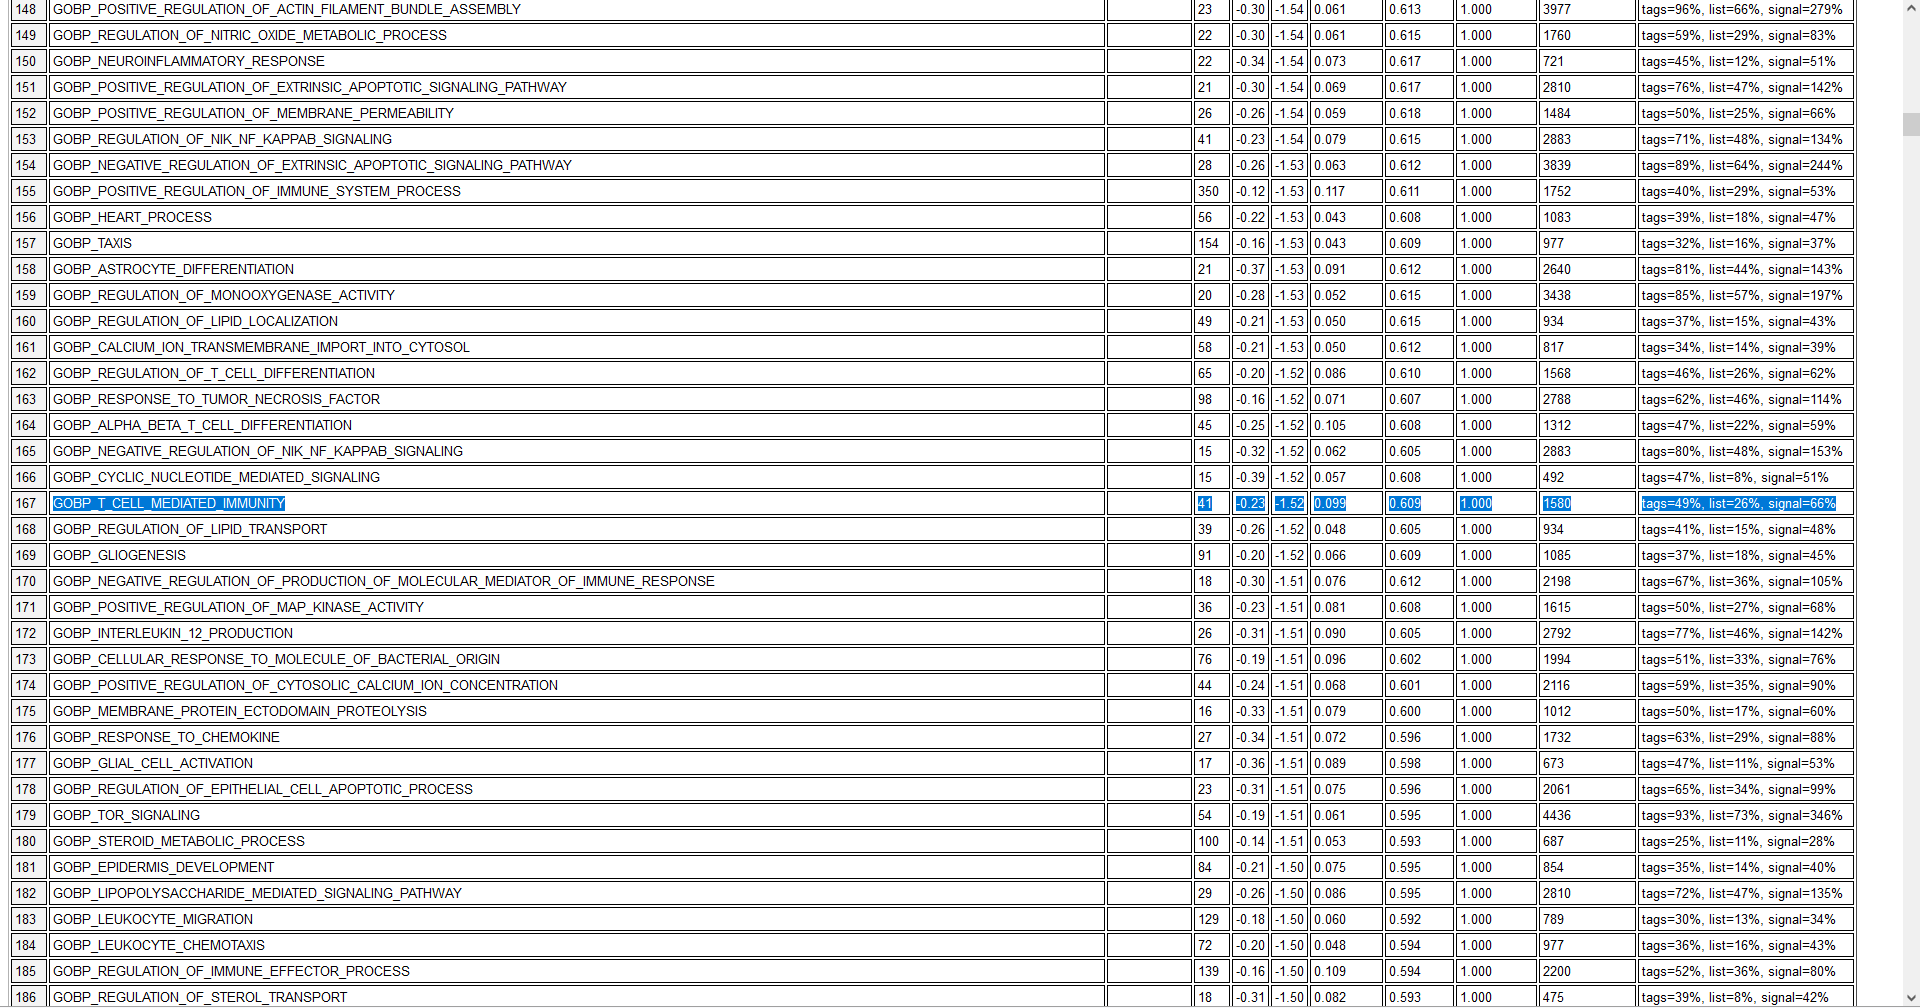 148 GOBP_POSITIVE_REGULATION_OF_ACTIN_FILAMENT_BUNDLE_ASSEMBLY 23 -0.30 -1.54 0.061 0.613 1.000 3977 tags=96%, list=66%, signal=279%
149 GOBP_REGULATION_OF_NITRIC_OXIDE_METABOLIC_PROCESS 22 -0.30 -1.54 0.061 0.615 1.000 1760 tags=59%, list=29%, signal=83%
150 GOBP_NEUROINFLAMMATORY_RESPONSE 22 -0.34 -1.54 0.073 0.617 1.000 721 tags=45%, list=12%, signal=51%
151 GOBP_POSITIVE_REGULATION_OF_EXTRINSIC_APOPTOTIC_SIGNALING_PATHWAY 21 -0.30 -1.54 0.069 0.617 1.000 2810 tags=76%, list=47%, signal=142%
152 GOBP_POSITIVE_REGULATION_OF_MEMBRANE_PERMEABILITY 26 -0.26 -1.54 0.059 0.618 1.000 1484 tags=50%, list=25%, signal=66%
153 GOBP_REGULATION_OF_NIK_NF_KAPPAB_SIGNALING 41 -0.23 -1.54 0.079 0.615 1.000 2883 tags=71%, list=48%, signal=134%
154 GOBP_NEGATIVE_REGULATION_OF_EXTRINSIC_APOPTOTIC_SIGNALING_PATHWAY 28 -0.26 -1.53 0.063 0.612 1.000 3839 tags=89%, list=64%, signal=244%
155 GOBP_POSITIVE_REGULATION_OF_IMMUNE_SYSTEM_PROCESS 350 -0.12 -1.53 0.117 0.611 1.000 1752 tags=40%, list=29%, signal=53%
156 GOBP_HEART_PROCESS 56 -0.22 -1.53 0.043 0.608 1.000 1083 tags=39%, list=18%, signal=47%
157 GOBP_TAXIS 154 -0.16 -1.53 0.043 0.609 1.000 977 tags=32%, list=16%, signal=37%
158 GOBP_ASTROCYTE_DIFFERENTIATION 21 -0.37 -1.53 0.091 0.612 1.000 2640 tags=81%, list=44%, signal=143%
159 GOBP_REGULATION_OF_MONOOXYGENASE_ACTIVITY 20 -0.28 -1.53 0.052 0.615 1.000 3438 tags=85%, list=57%, signal=197%
160 GOBP_REGULATION_OF_LIPID_LOCALIZATION 49 -0.21 -1.53 0.050 0.615 1.000 934 tags=37%, list=15%, signal=43%
161 GOBP_CALCIUM_ION_TRANSMEMBRANE_IMPORT_INTO_CYTOSOL 58 -0.21 -1.53 0.050 0.612 1.000 817 tags=34%, list=14%, signal=39%
162 GOBP_REGULATION_OF_T_CELL_DIFFERENTIATION 65 -0.20 -1.52 0.086 0.610 1.000 1568 tags=46%, list=26%, signal=62%
163 GOBP_RESPONSE_TO_TUMOR_NECROSIS_FACTOR 98 -0.16 -1.52 0.071 0.607 1.000 2788 tags=62%, list=46%, signal=114%
164 GOBP_ALPHA_BETA_T_CELL_DIFFERENTIATION 45 -0.25 -1.52 0.105 0.608 1.000 1312 tags=47%, list=22%, signal=59%
165 GOBP_NEGATIVE_REGULATION_OF_NIK_NF_KAPPAB_SIGNALING 15 -0.32 -1.52 0.062 0.605 1.000 2883 tags=80%, list=48%, signal=153%
166 GOBP_CYCLIC_NUCLEOTIDE_MEDIATED_SIGNALING 15 -0.39 -1.52 0.057 0.608 1.000 492 tags=47%, list=8%, signal=51%
167 GOBP_T_CELL_MEDIATED_IMMUNITY 41 -0.23 -1.52 0.099 0.609 1.000 1580 tags=49%, list=26%, signal=66%
168 GOBP_REGULATION_OF_LIPID_TRANSPORT 39 -0.26 -1.52 0.048 0.605 1.000 934 tags=41%, list=15%, signal=48%
169 GOBP_GLIOGENESIS 91 -0.20 -1.52 0.066 0.609 1.000 1085 tags=37%, list=18%, signal=45%
170 GOBP_NEGATIVE_REGULATION_OF_PRODUCTION_OF_MOLECULAR_MEDIATOR_OF_IMMUNE_RESPONSE 18 -0.30 -1.51 0.076 0.612 1.000 2198 tags=67%, list=36%, signal=105%
171 GOBP_POSITIVE_REGULATION_OF_MAP_KINASE_ACTIVITY 36 -0.23 -1.51 0.081 0.608 1.000 1615 tags=50%, list=27%, signal=68%
172 GOBP_INTERLEUKIN_12_PRODUCTION 26 -0.31 -1.51 0.090 0.605 1.000 2792 tags=77%, list=46%, signal=142%
173 GOBP_CELLULAR_RESPONSE_TO_MOLECULE_OF_BACTERIAL_ORIGIN 76 -0.19 -1.51 0.096 0.602 1.000 1994 tags=51%, list=33%, signal=76%
174 GOBP_POSITIVE_REGULATION_OF_CYTOSOLIC_CALCIUM_ION_CONCENTRATION 44 -0.24 -1.51 0.068 0.601 1.000 2116 tags=59%, list=35%, signal=90%
175 GOBP_MEMBRANE_PROTEIN_ECTODOMAIN_PROTEOLYSIS 16 -0.33 -1.51 0.079 0.600 1.000 1012 tags=50%, list=17%, signal=60%
176 GOBP_RESPONSE_TO_CHEMOKINE 27 -0.34 -1.51 0.072 0.596 1.000 1732 tags=63%, list=29%, signal=88%
177 GOBP_GLIAL_CELL_ACTIVATION 17 -0.36 -1.51 0.089 0.598 1.000 673 tags=47%, list=11%, signal=53%
178 GOBP_REGULATION_OF_EPITHELIAL_CELL_APOPTOTIC_PROCESS 23 -0.31 -1.51 0.075 0.596 1.000 2061 tags=65%, list=34%, signal=99%
179 GOBP_TOR_SIGNALING 54 -0.19 -1.51 0.061 0.595 1.000 4436 tags=93%, list=73%, signal=346%
180 GOBP_STEROID_METABOLIC_PROCESS 100 -0.14 -1.51 0.053 0.593 1.000 687 tags=25%, list=11%, signal=28%
181 GOBP_EPIDERMIS_DEVELOPMENT 84 -0.21 -1.50 0.075 0.595 1.000 854 tags=35%, list=14%, signal=40%
182 GOBP_LIPOPOLYSACCHARIDE_MEDIATED_SIGNALING_PATHWAY 29 -0.26 -1.50 0.086 0.595 1.000 2810 tags=72%, list=47%, signal=135%
183 GOBP_LEUKOCYTE_MIGRATION 129 -0.18 -1.50 0.060 0.592 1.000 789 tags=30%, list=13%, signal=34%
184 GOBP_LEUKOCYTE_CHEMOTAXIS 72 -0.20 -1.50 0.048 0.594 1.000 977 tags=36%, list=16%, signal=43%
185 GOBP_REGULATION_OF_IMMUNE_EFFECTOR_PROCESS 139 -0.16 -1.50 0.109 0.594 1.000 2200 tags=52%, list=36%, signal=80%
186 GOBP_REGULATION_OF_STEROL_TRANSPORT 18 -0.31 -1.50 0.082 0.593 1.000 475 tags=39%, list=8%, signal=42%